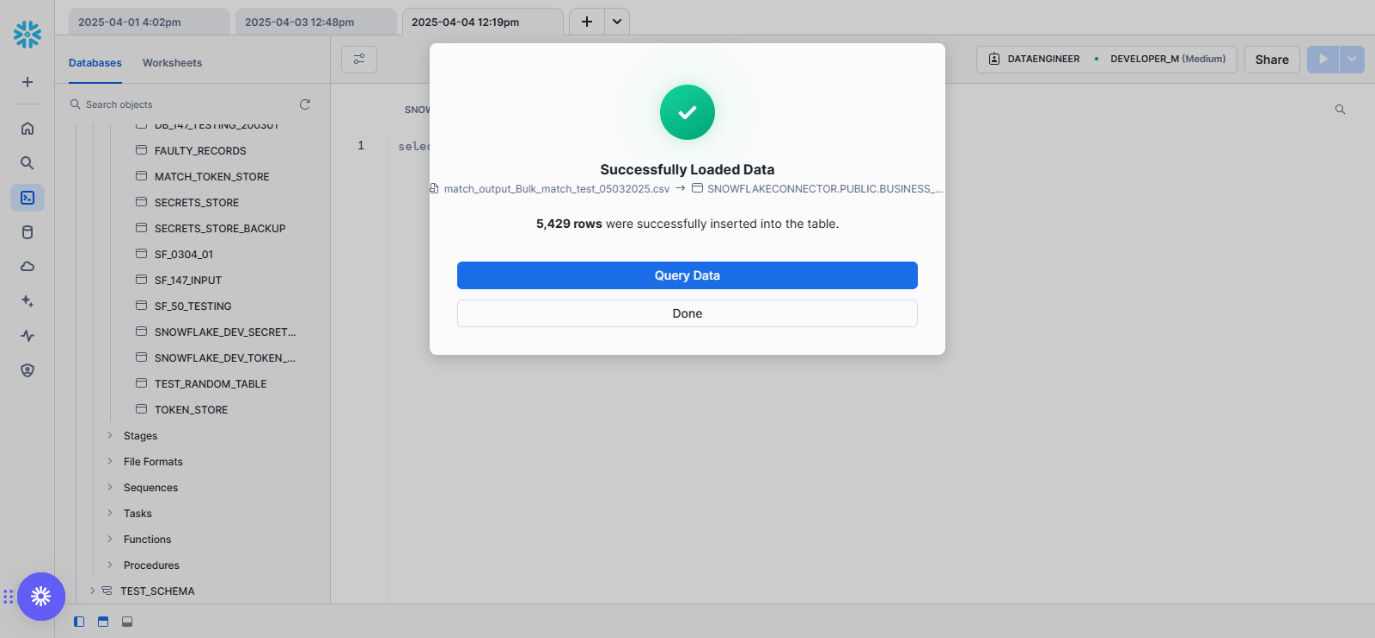 2025-04-01 4:02pm
2025-04-03 12:48pm
2025-04-04 12:19pm
Databases
Worksheets
DATAENGINEER
DEVELOPER_M (Medium)
Share
Search objects
DB_147_TESTING_200301
FAULTY_RECORDS
MATCH_TOKEN_STORE
SECRETS_STORE
SECRETS_STORE_BACKUP
SF_0304_01
SF_147_INPUT
SF_50_TESTING
SNOWFLAKE_DEV_SECRET...
SNOWFLAKE_DEV_TOKEN_...
TEST_RANDOM_TABLE
TOKEN_STORE
Stages
File Formats
Sequences
Tasks
Functions
Procedures
TEST_SCHEMA
SNOW
1
selec
Successfully Loaded Data
match_output_Bulk_match_test_05032025.csv → SNOWFLAKECONNECTOR.PUBLIC.BUSINESS_...
5,429 rows were successfully inserted into the table.
Query Data
Done